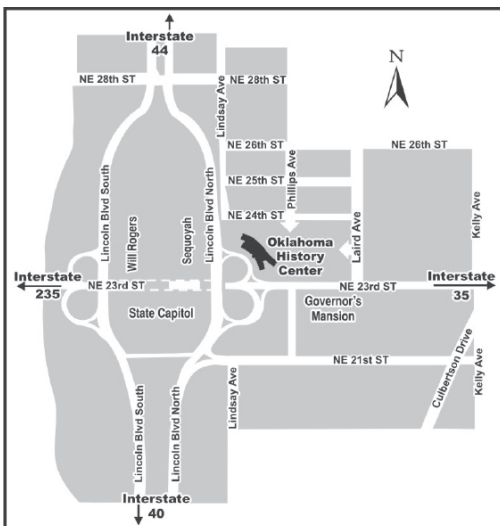 Interstate
44
N
NE 28th ST
NE 28th ST
Lindsay Ave
NE 26th ST
NE 26th ST
Phillips Ave
NE 25th ST
NE 24th ST
Lincoln Blvd South
Will Rogers
Sequoyah
Lincoln Blvd North
Oklahoma
History
Center
Laird Ave
Kelly Ave
Interstate
235
NE 23rd ST
NE 23rd ST
Interstate
35
State Capitol
Governor's
Mansion
NE 21st ST
Lindsay Ave
Culbertson Drive
Kelly Ave
Lincoln Blvd South
Lincoln Blvd North
Interstate
40